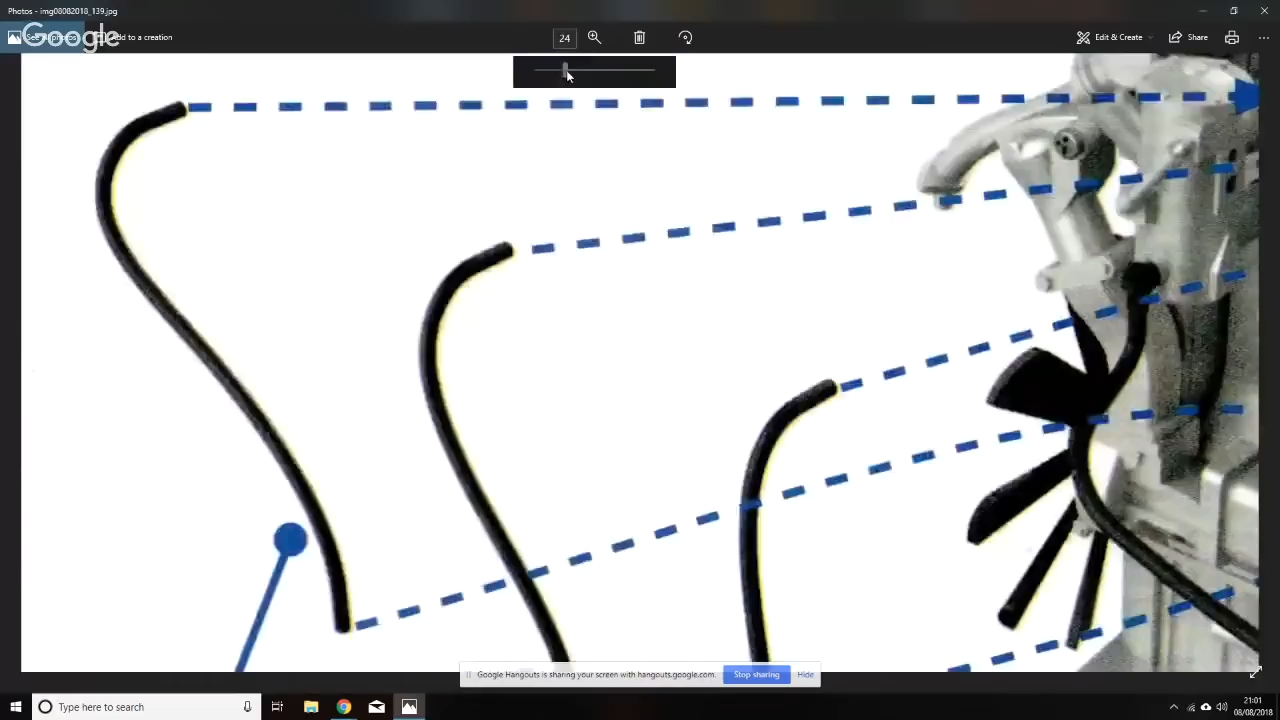 Photos - img08082018_139.jpg
Google
Add to a creation
24
Edit & Create
Share
Google Hangouts is sharing your screen with hangouts.google.com.
Stop sharing
Hide
Type here to search
21:01
08/08/2018